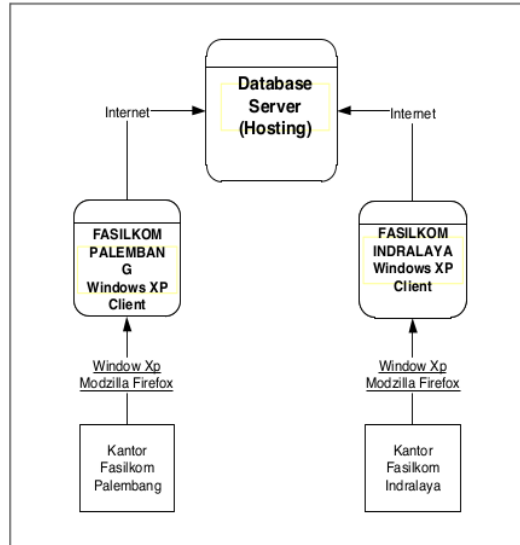 Database
Server
(Hosting)
Internet
Internet
FASILKOM
PALEMBAN
G
Windows XP
Client
FASILKOM
INDRALAYA
Windows XP
Client
Window Xp
Modzilla Firefox
Window Xp
Modzilla Firefox
Kantor
Fasilkom
Palembang
Kantor
Fasilkom
Indralaya